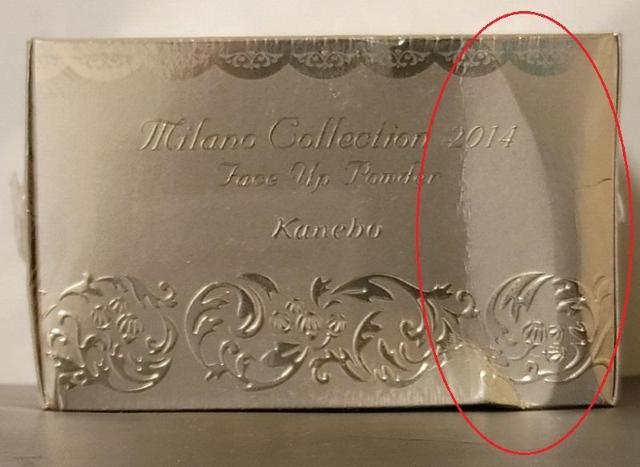 Milano Collection 2014
Face Up Powder
Kanebo